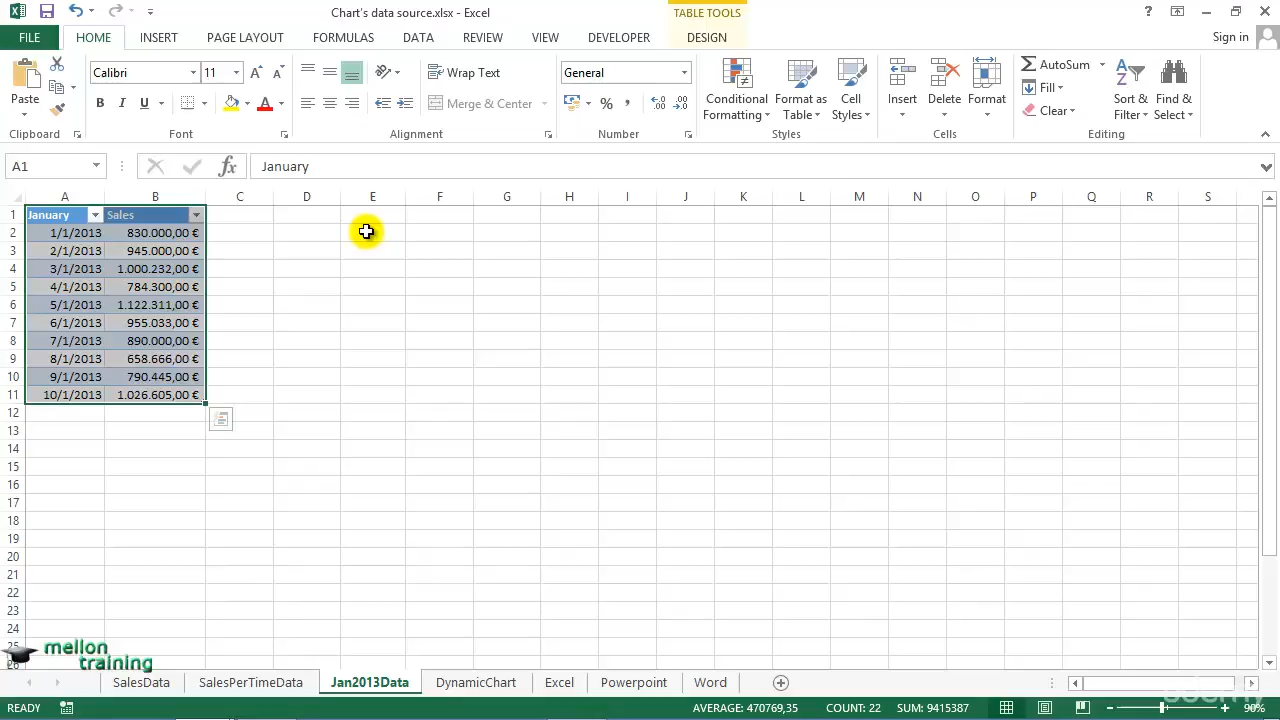 Chart's data source.xlsx - Excel
TABLE TOOLS
?
FILE HOME INSERT PAGE LAYOUT FORMULAS DATA REVIEW VIEW DEVELOPER DESIGN Sign in
Paste
Calibri 11
B I U
Wrap Text
Merge & Center
General
% ,
Conditional Formatting
Format as Table
Cell Styles
Insert
Delete
Format
AutoSum
Fill
Clear
Sort & Filter
Find & Select
Clipboard Font Alignment Number Styles Cells Editing
A1 fx January
A B C D E F G H I J K L M N O P Q R S
1 January Sales
2 1/1/2013 830.000,00 €
3 2/1/2013 945.000,00 €
4 3/1/2013 1.000.232,00 €
5 4/1/2013 784.300,00 €
6 5/1/2013 1.122.311,00 €
7 6/1/2013 955.033,00 €
8 7/1/2013 890.000,00 €
9 8/1/2013 658.666,00 €
10 9/1/2013 790.445,00 €
11 10/1/2013 1.026.605,00 €
12
13
14
15
16
17
18
19
20
21
22
23
24
25
26
mellon
training
SalesData SalesPerTimeData Jan2013Data DynamicChart Excel Powerpoint Word
READY AVERAGE: 470769,35 COUNT: 22 SUM: 9415387 90%